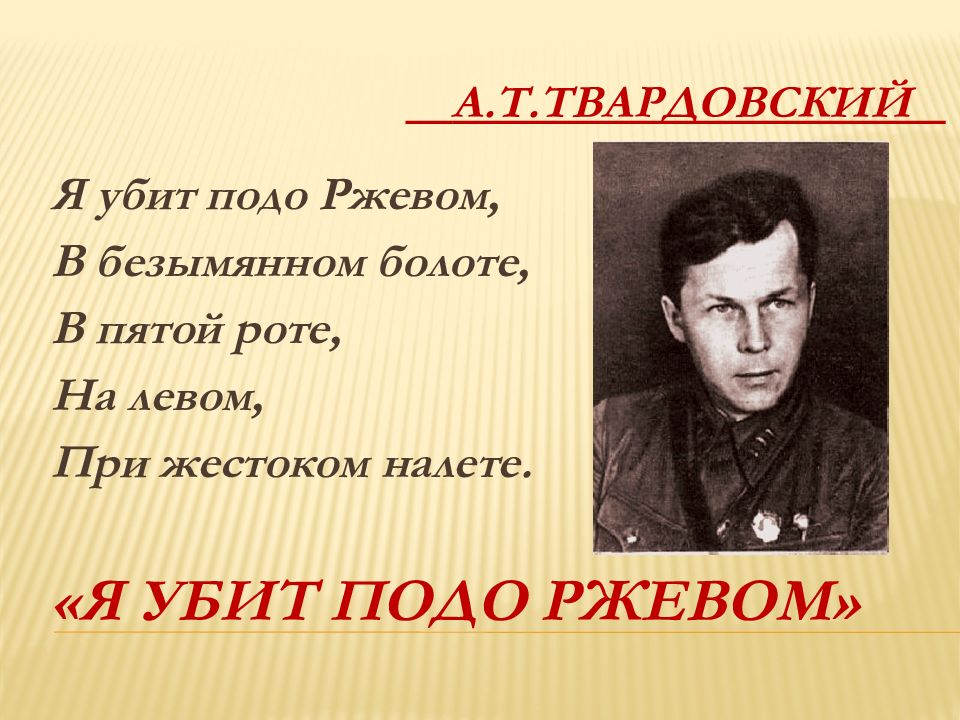 А.Т.ТВАРДОВСКИЙ
Я убит подо Ржевом,
В безымянном болоте,
В пятой роте,
На левом,
При жестоком налете.
«Я УБИТ ПОДО РЖЕВОМ»